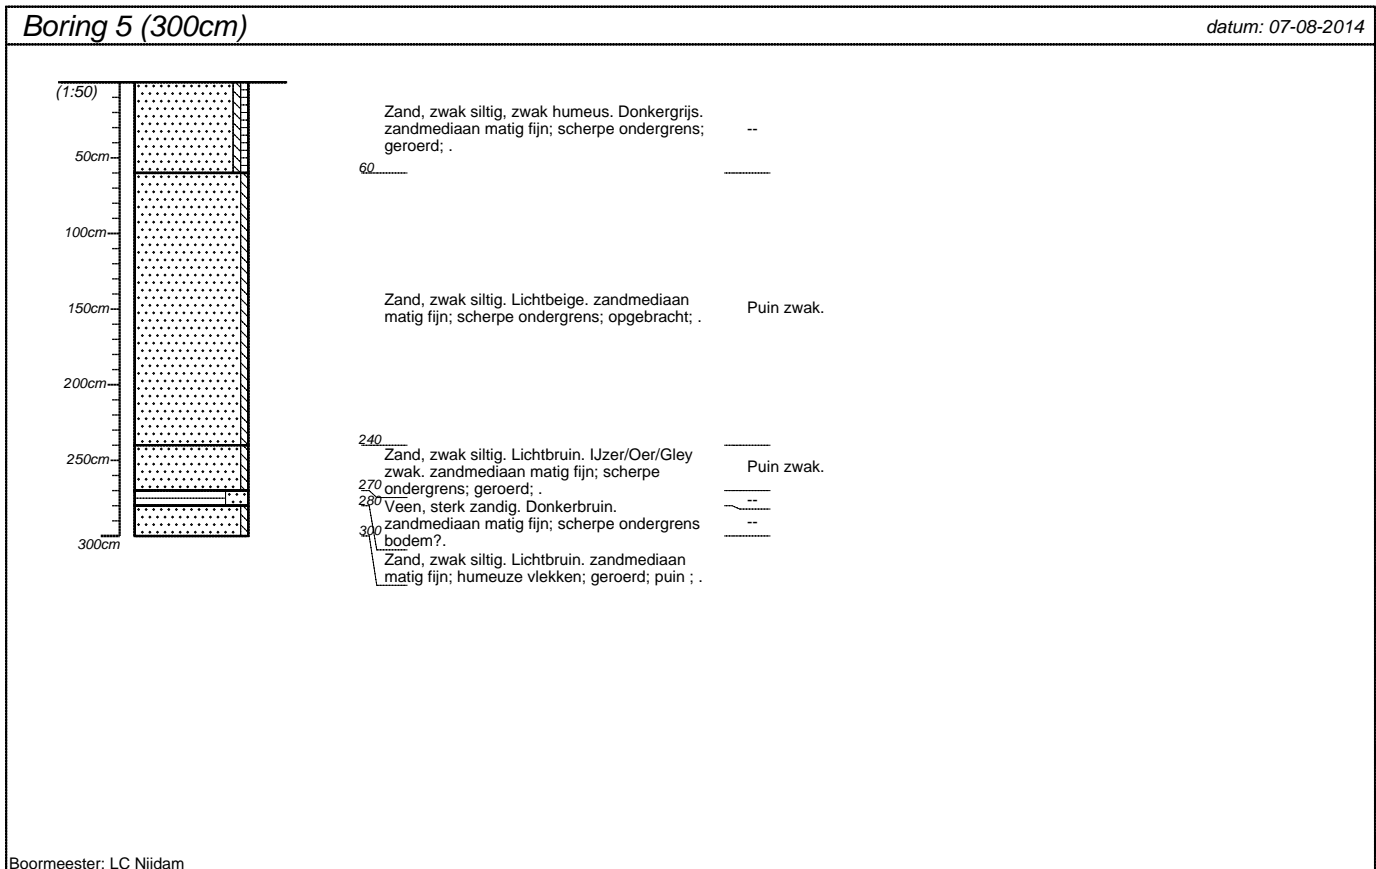 Boring 5 (300cm)
datum: 07-08-2014
(1:50)
50cm
100cm
150cm
200cm
250cm
300cm
Zand, zwak siltig, zwak humeus. Donkergrijs.
zandmediaan matig fijn; scherpe ondergrens;
geroerd; .
--
60
Zand, zwak siltig. Lichtbeige. zandmediaan
matig fijn; scherpe ondergrens; opgebracht; .
Puin zwak.
240
Zand, zwak siltig. Lichtbruin. IJzer/Oer/Gley
zwak. zandmediaan matig fijn; scherpe
ondergrens; geroerd; .
Puin zwak.
270
280
Veen, sterk zandig. Donkerbruin.
zandmediaan matig fijn; scherpe ondergrens
bodem?.
--
--
300
Zand, zwak siltig. Lichtbruin. zandmediaan
matig fijn; humeuze vlekken; geroerd; puin ; .
Boormeester: LC Nijdam